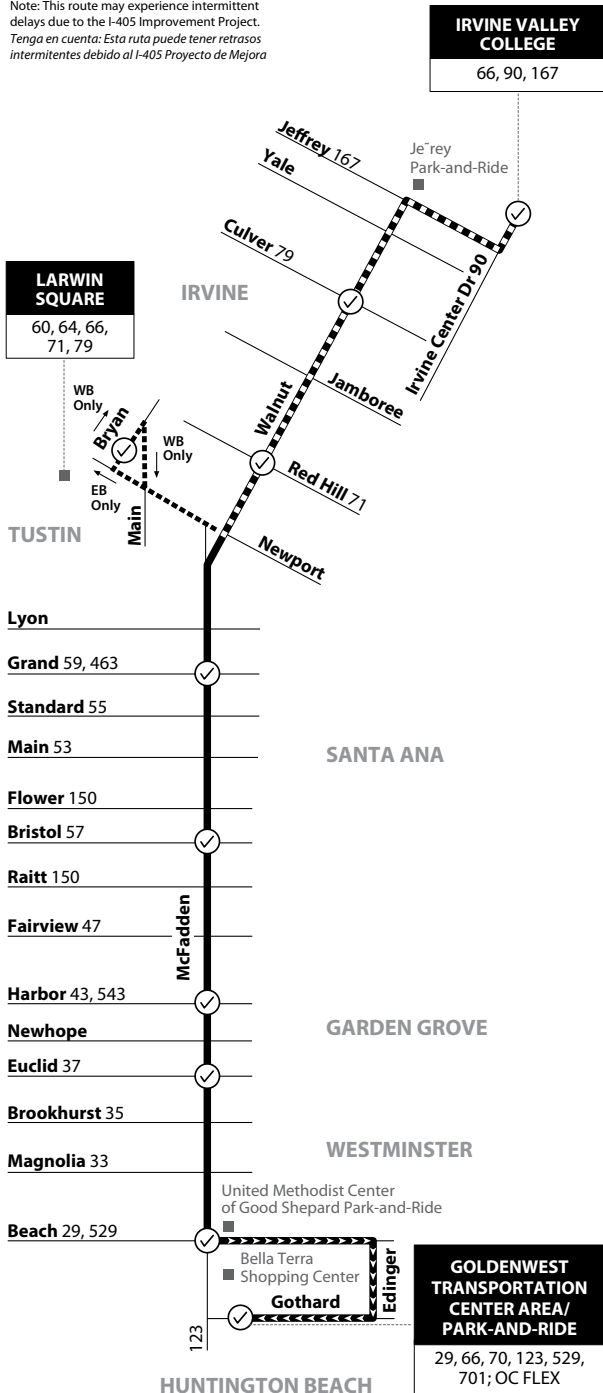 Note: This route may experience intermittent
delays due to the I-405 Improvement Project.
Tenga en cuenta: Esta ruta puede tener retrasos
intermitentes debido al I-405 Proyecto de Mejora
IRVINE VALLEY
COLLEGE
66, 90, 167
Jeffrey 167
Je˜rey
Park-and-Ride
Yale
Culver 79
Irvine Center Dr 90
IRVINE
LARWIN
SQUARE
60, 64, 66,
71, 79
Jamboree
Walnut
WB
Only
Bryan
WB
Only
EB
Only
Main
Red Hill 71
TUSTIN
Newport
Lyon
Grand 59, 463
Standard 55
Main 53
SANTA ANA
Flower 150
Bristol 57
Raitt 150
Fairview 47
McFadden
Harbor 43, 543
Newhope
GARDEN GROVE
Euclid 37
Brookhurst 35
WESTMINSTER
Magnolia 33
United Methodist Center
of Good Shepard Park-and-Ride
Beach 29, 529
Bella Terra
Shopping Center
Gothard
Edinger
123
GOLDENWEST
TRANSPORTATION
CENTER AREA/
PARK-AND-RIDE
29, 66, 70, 123, 529,
701; OC FLEX
HUNTINGTON BEACH